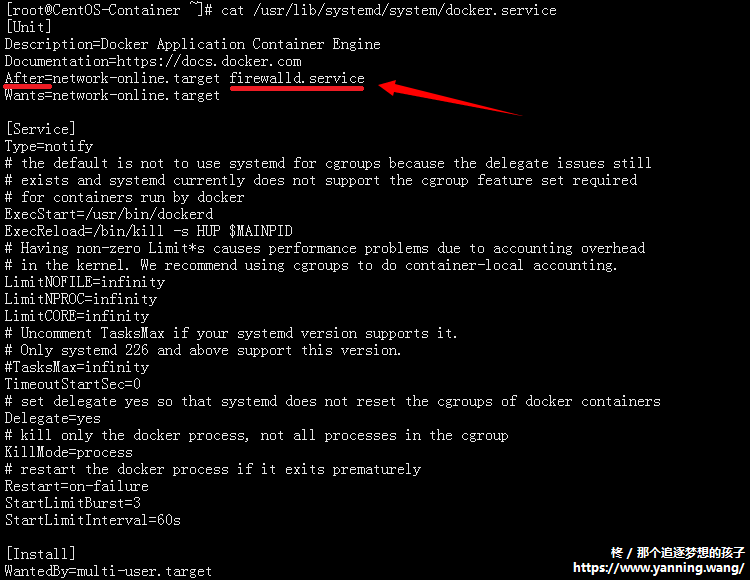 [root@CentOS-Container ~]# cat /usr/lib/systemd/system/docker.service
[Unit]
Description=Docker Application Container Engine
Documentation=https://docs.docker.com
After=network-online.target firewalld.service
Wants=network-online.target

[Service]
Type=notify
# the default is not to use systemd for cgroups because the delegate issues still
# exists and systemd currently does not support the cgroup feature set required
# for containers run by docker
ExecStart=/usr/bin/dockerd
ExecReload=/bin/kill -s HUP $MAINPID
# Having non-zero Limit*s causes performance problems due to accounting overhead
# in the kernel. We recommend using cgroups to do container-local accounting.
LimitNOFILE=infinity
LimitNPROC=infinity
LimitCORE=infinity
# Uncomment TasksMax if your systemd version supports it.
# Only systemd 226 and above support this version.
#TasksMax=infinity
TimeoutStartSec=0
# set delegate yes so that systemd does not reset the cgroups of docker containers
Delegate=yes
# kill only the docker process, not all processes in the cgroup
KillMode=process
# restart the docker process if it exits prematurely
Restart=on-failure
StartLimitBurst=3
StartLimitInterval=60s

[Install]
WantedBy=multi-user.target
柊 / 那个追逐梦想的孩子
https://www.yanning.wang/